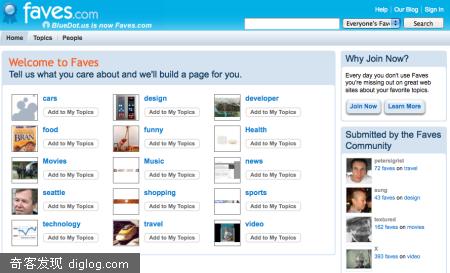 faves.com
BlueDot.us is now Faves.com
Help | Our Blog | Sign In
Everyone's Fav
Search
Home Topics People
Welcome to Faves
Tell us what you care about and we'll build a page for you.
cars
Add to My Topics
design
Add to My Topics
developer
Add to My Topics
food
Add to My Topics
funny
Add to My Topics
Health
Add to My Topics
Movies
Add to My Topics
Music
Add to My Topics
news
Add to My Topics
seattle
Add to My Topics
shopping
Add to My Topics
sports
Add to My Topics
technology
Add to My Topics
travel
Add to My Topics
video
Add to My Topics
Why Join Now?
Every day you don't use Faves
you're missing out on great web
sites about your favorite topics.
Join Now
Learn More
Submitted by the Faves
Community
petersigrist
72 faves on travel
sung
43 faves on design
textured
162 faves on movies
X
393 faves on video
BRAN
奇客发现 diglog.com